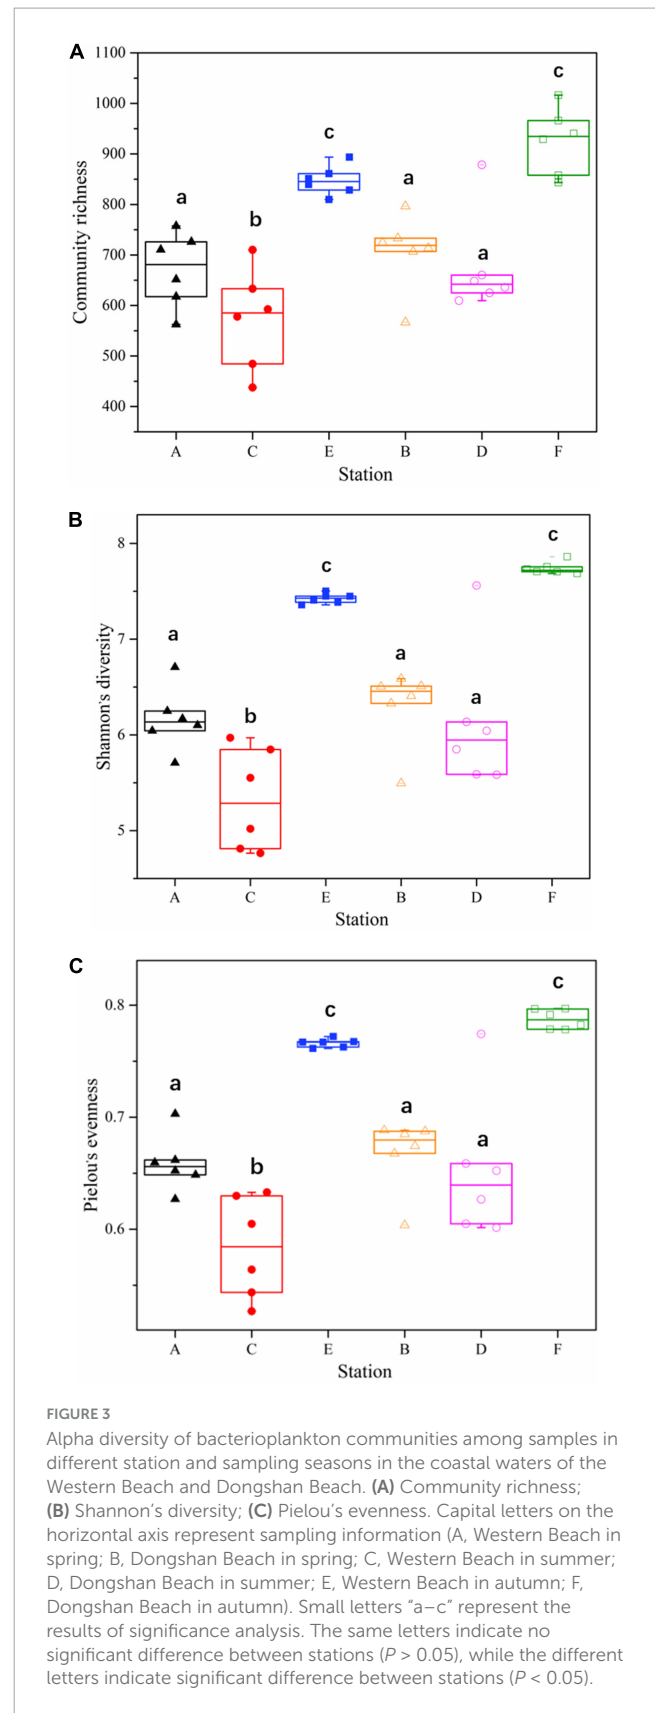 A
1100
1000
900
800
700
600
500
400
Community richness
a
b
c
a
a
c
A C E B D F
Station
B
8
7
6
5
Shannon's diversity
a
b
c
a
a
c
A C E B D F
Station
C
0.8
0.7
0.6
Pielou's evenness
a
b
c
a
a
c
A C E B D F
Station
FIGURE 3
Alpha diversity of bacterioplankton communities among samples in
different station and sampling seasons in the coastal waters of the
Western Beach and Dongshan Beach. (A) Community richness;
(B) Shannon's diversity; (C) Pielou's evenness. Capital letters on the
horizontal axis represent sampling information (A, Western Beach in
spring; B, Dongshan Beach in spring; C, Western Beach in summer;
D, Dongshan Beach in summer; E, Western Beach in autumn; F,
Dongshan Beach in autumn). Small letters “a–c” represent the
results of significance analysis. The same letters indicate no
significant difference between stations (P > 0.05), while the different
letters indicate significant difference between stations (P < 0.05).